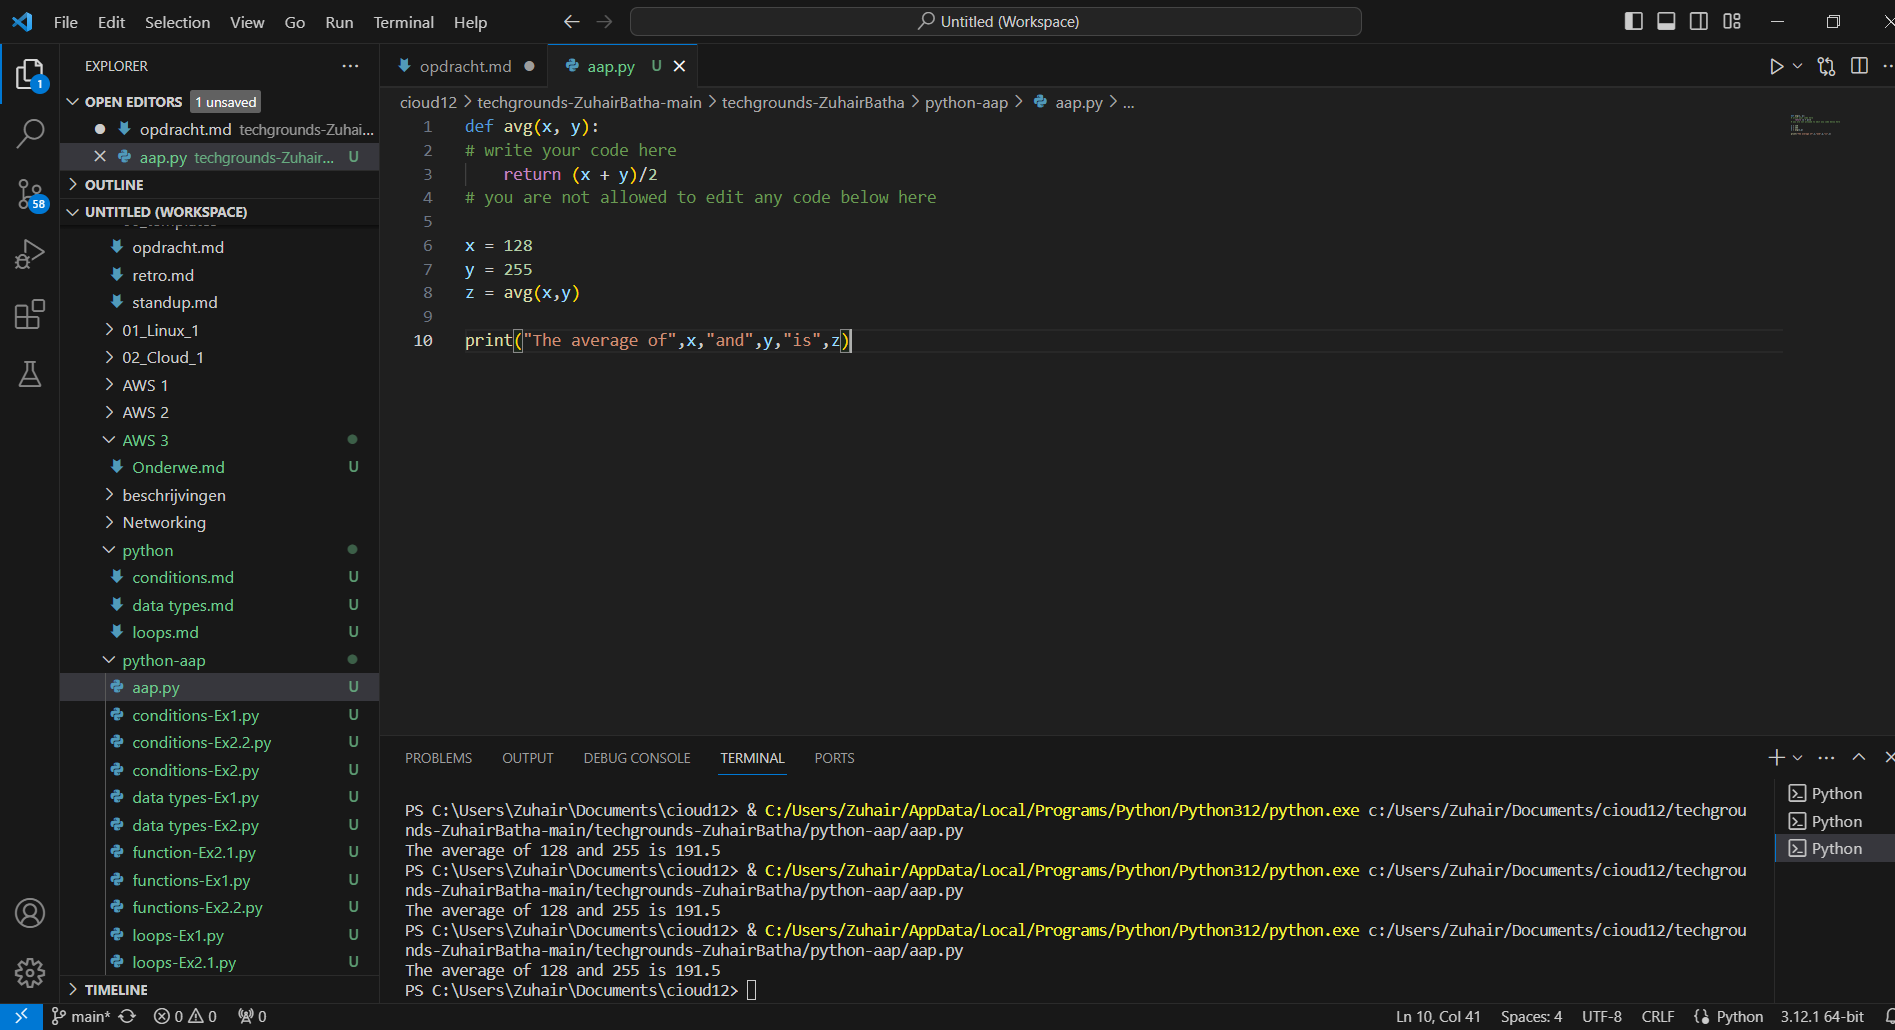 File Edit Selection View Go Run Terminal Help
Untitled (Workspace)
EXPLORER
OPEN EDITORS 1 unsaved
opdracht.md techgrounds-Zuhai...
aap.py techgrounds-Zuhair... U
OUTLINE
UNTITLED (WORKSPACE)
opdracht.md
retro.md
standup.md
01_Linux_1
02_Cloud_1
AWS 1
AWS 2
AWS 3
Onderwe.md U
beschrijvingen
Networking
python
conditions.md U
data types.md U
loops.md U
python-aap
aap.py U
conditions-Ex1.py U
conditions-Ex2.2.py U
conditions-Ex2.py U
data types-Ex1.py U
data types-Ex2.py U
function-Ex2.1.py U
functions-Ex1.py U
functions-Ex2.2.py U
loops-Ex1.py U
loops-Ex2.1.py U
TIMELINE
1
58
opdracht.md
aap.py U
cioud12 > techgrounds-ZuhairBatha-main > techgrounds-ZuhairBatha > python-aap > aap.py > ...
1 def avg(x, y):
2 # write your code here
3 return (x + y)/2
4 # you are not allowed to edit any code below here
5
6 x = 128
7 y = 255
8 z = avg(x,y)
9
10 print("The average of",x,"and",y,"is",z)
PROBLEMS OUTPUT DEBUG CONSOLE TERMINAL PORTS
PS C:\Users\Zuhair\Documents\cioud12> & C:/Users/Zuhair/AppData/Local/Programs/Python/Python312/python.exe c:/Users/Zuhair/Documents/cioud12/techgrou
nds-ZuhairBatha-main/techgrounds-ZuhairBatha/python-aap/aap.py
The average of 128 and 255 is 191.5
PS C:\Users\Zuhair\Documents\cioud12> & C:/Users/Zuhair/AppData/Local/Programs/Python/Python312/python.exe c:/Users/Zuhair/Documents/cioud12/techgrou
nds-ZuhairBatha-main/techgrounds-ZuhairBatha/python-aap/aap.py
The average of 128 and 255 is 191.5
PS C:\Users\Zuhair\Documents\cioud12> & C:/Users/Zuhair/AppData/Local/Programs/Python/Python312/python.exe c:/Users/Zuhair/Documents/cioud12/techgrou
nds-ZuhairBatha-main/techgrounds-ZuhairBatha/python-aap/aap.py
The average of 128 and 255 is 191.5
PS C:\Users\Zuhair\Documents\cioud12>
Python
Python
Python
main* 0 0 0
Ln 10, Col 41 Spaces: 4 UTF-8 CRLF Python 3.12.1 64-bit